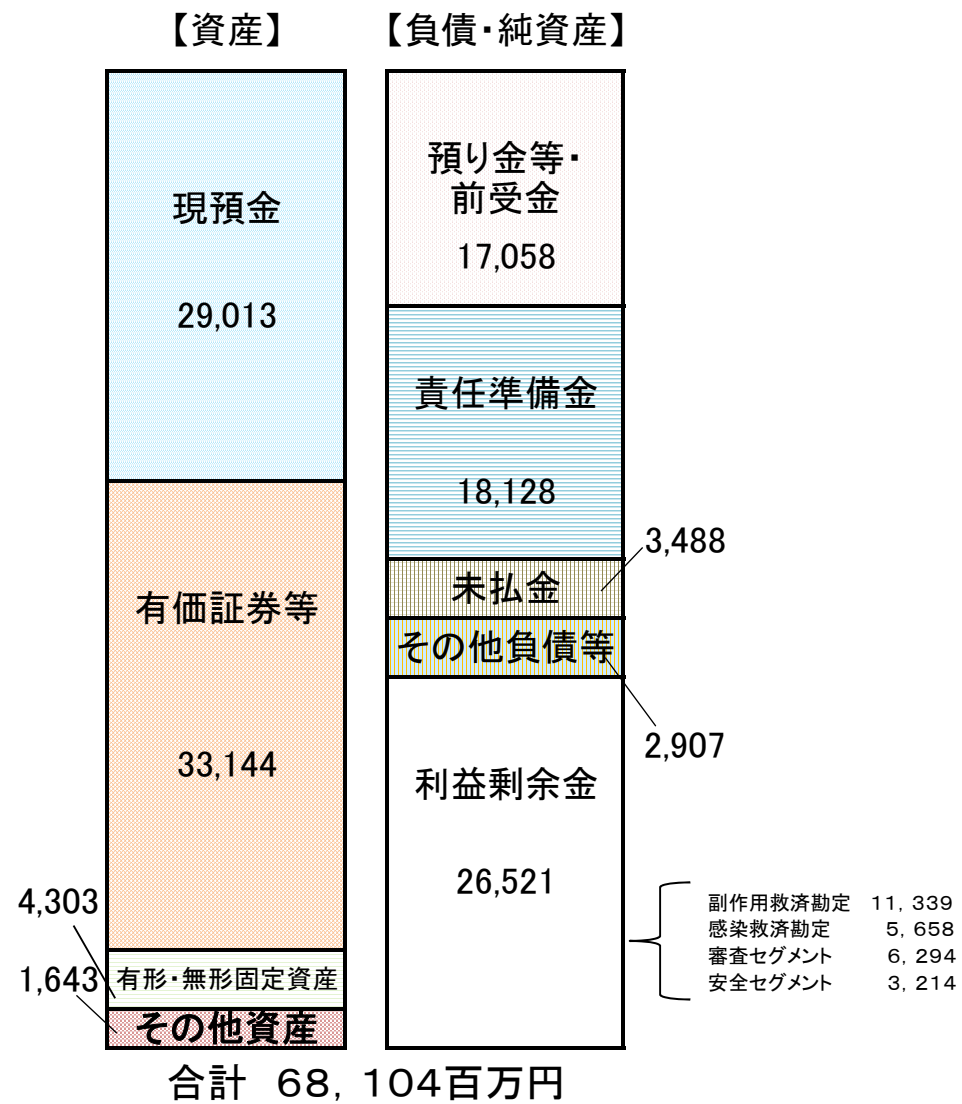 【資産】
【負債・純資産】
現預金
29,013
有価証券等
33,144
4,303
有形・無形固定資産
1,643
その他資産
預り金等・
前受金
17,058
責任準備金
18,128
3,488
未払金
その他負債等
2,907
利益剰余金
26,521
副作用救済勘定 11，339
感染救済勘定 5，658
審査セグメント 6，294
安全セグメント 3，214
合計 68，104百万円